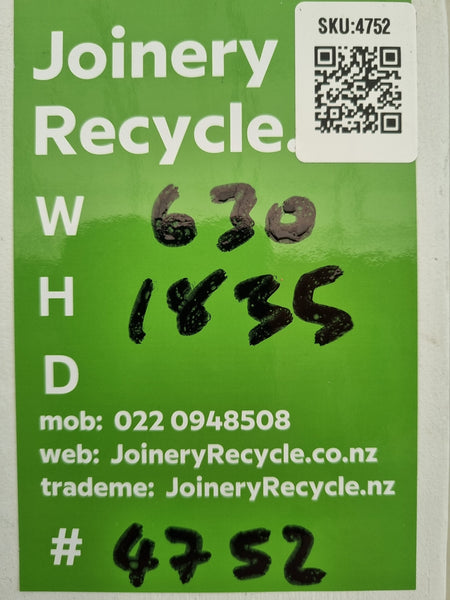 SKU:4752
Joinery
Recycle.
W 630
H 1835
D
mob: 022 0948508
web: JoineryRecycle.co.nz
trademe: JoineryRecycle.nz
# 4752